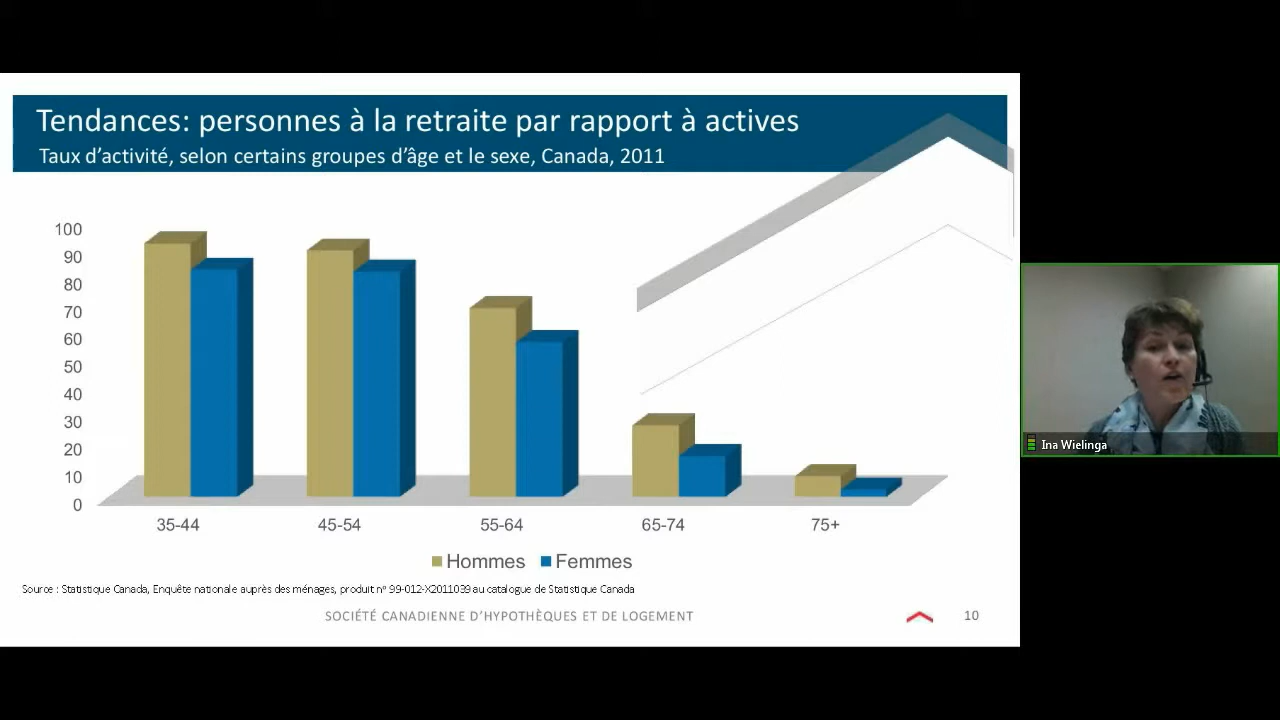 Tendances: personnes à la retraite par rapport à actives
Taux d'activité, selon certains groupes d'âge et le sexe, Canada, 2011
100
90
80
70
60
50
40
30
20
10
0
35-44 45-54 55-64 65-74 75+
Hommes Femmes
Source : Statistique Canada, Enquête nationale auprès des ménages, produit nº 99-012-X2011039 au catalogue de Statistique Canada
SOCIÉTÉ CANADIENNE D'HYPOTHÈQUES ET DE LOGEMENT 10
Ina Wielinga